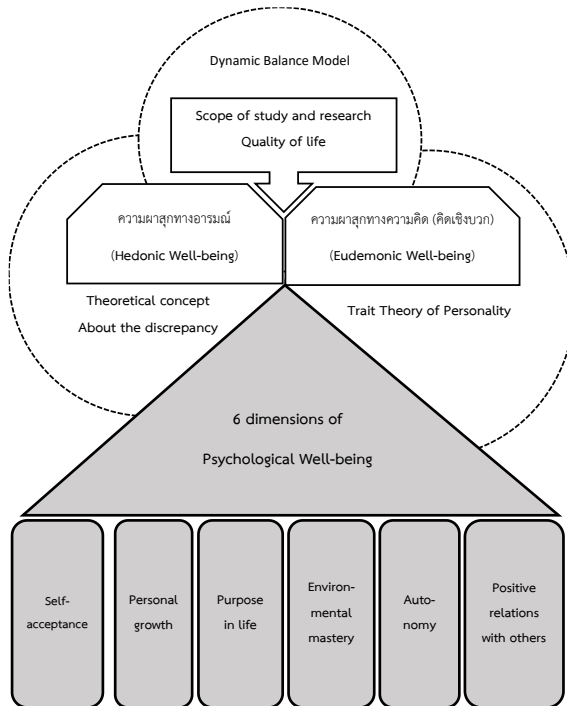 Dynamic Balance Model
Scope of study and research
Quality of life
ความผาสุกทางอารมณ์
(Hedonic Well-being)
ความผาสุกทางความคิด (คิดเชิงบวก)
(Eudemonic Well-being)
Theoretical concept
About the discrepancy
Trait Theory of Personality
6 dimensions of
Psychological Well-being
Self-
acceptance
Personal
growth
Purpose
in life
Environ-
mental
mastery
Auto-
nomy
Positive
relations
with others